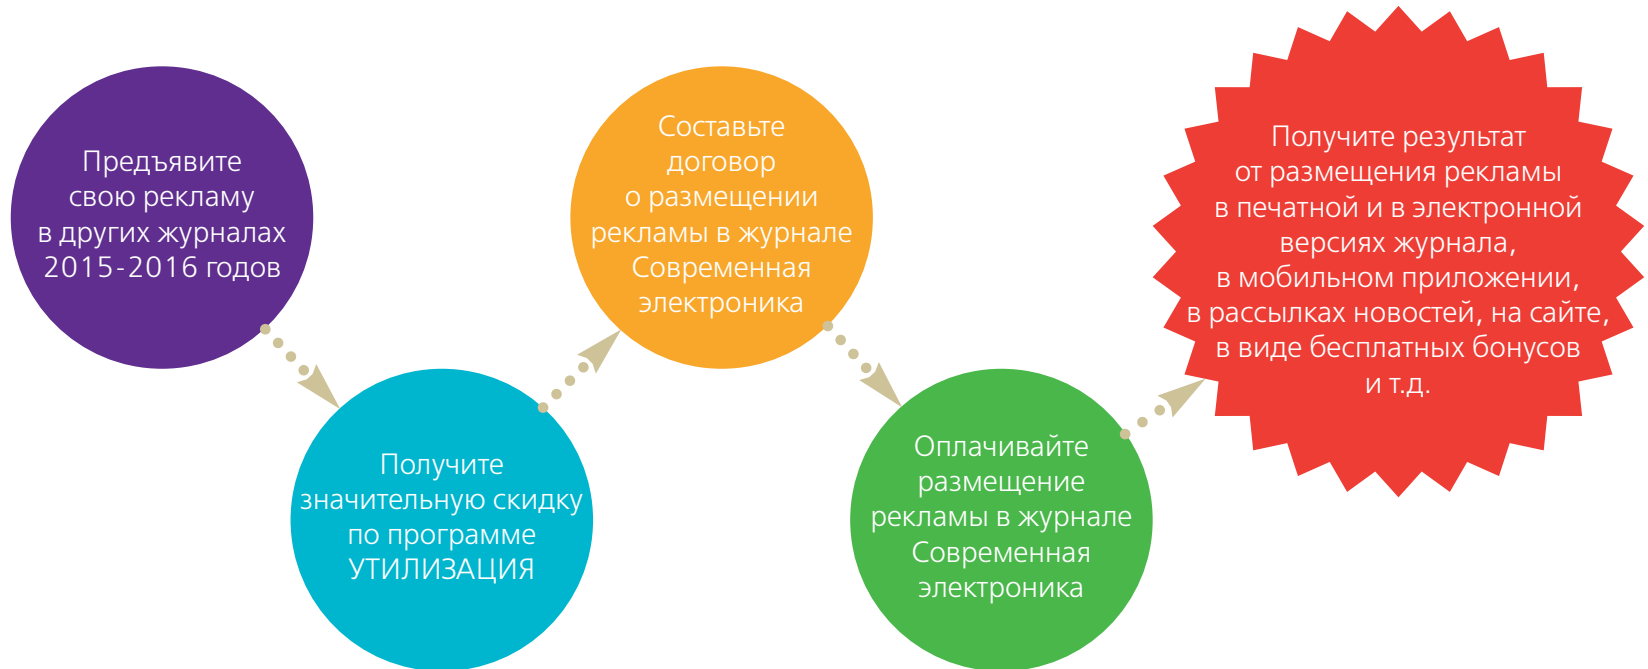 Предъявите
свою рекламу
в других журналах
2015-2016 годов
Получите
значительную скидку
по программе
УТИЛИЗАЦИЯ
Составьте
договор
о размещении
рекламы в журнале
Современная
электроника
Оплачивайте
размещение
рекламы в журнале
Современная
электроника
Получите результат
от размещения рекламы
в печатной и в электронной
версиях журнала,
в мобильном приложении,
в рассылках новостей, на сайте,
в виде бесплатных бонусов
и т.д.